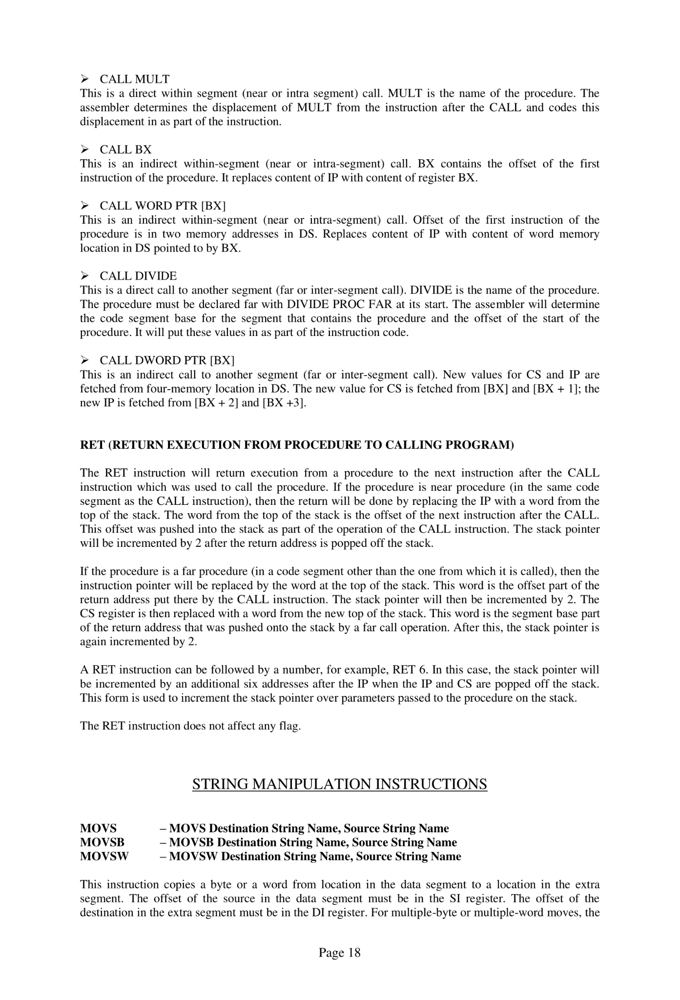 ➢ CALL MULT
This is a direct within segment (near or intra segment) call. MULT is the name of the procedure. The
assembler determines the displacement of MULT from the instruction after the CALL and codes this
displacement in as part of the instruction.
➢ CALL BX
This is an indirect within-segment (near or intra-segment) call. BX contains the offset of the first
instruction of the procedure. It replaces content of IP with content of register BX.
➢ CALL WORD PTR [BX]
This is an indirect within-segment (near or intra-segment) call. Offset of the first instruction of the
procedure is in two memory addresses in DS. Replaces content of IP with content of word memory
location in DS pointed to by BX.
➢ CALL DIVIDE
This is a direct call to another segment (far or inter-segment call). DIVIDE is the name of the procedure.
The procedure must be declared far with DIVIDE PROC FAR at its start. The assembler will determine
the code segment base for the segment that contains the procedure and the offset of the start of the
procedure. It will put these values in as part of the instruction code.
➢ CALL DWORD PTR [BX]
This is an indirect call to another segment (far or inter-segment call). New values for CS and IP are
fetched from four-memory location in DS. The new value for CS is fetched from [BX] and [BX + 1]; the
new IP is fetched from [BX + 2] and [BX +3].
RET (RETURN EXECUTION FROM PROCEDURE TO CALLING PROGRAM)
The RET instruction will return execution from a procedure to the next instruction after the CALL
instruction which was used to call the procedure. If the procedure is near procedure (in the same code
segment as the CALL instruction), then the return will be done by replacing the IP with a word from the
top of the stack. The word from the top of the stack is the offset of the next instruction after the CALL.
This offset was pushed into the stack as part of the operation of the CALL instruction. The stack pointer
will be incremented by 2 after the return address is popped off the stack.
If the procedure is a far procedure (in a code segment other than the one from which it is called), then the
instruction pointer will be replaced by the word at the top of the stack. This word is the offset part of the
return address put there by the CALL instruction. The stack pointer will then be incremented by 2. The
CS register is then replaced with a word from the new top of the stack. This word is the segment base part
of the return address that was pushed onto the stack by a far call operation. After this, the stack pointer is
again incremented by 2.
A RET instruction can be followed by a number, for example, RET 6. In this case, the stack pointer will
be incremented by an additional six addresses after the IP when the IP and CS are popped off the stack.
This form is used to increment the stack pointer over parameters passed to the procedure on the stack.
The RET instruction does not affect any flag.
STRING MANIPULATION INSTRUCTIONS
MOVS – MOVS Destination String Name, Source String Name
MOVSB – MOVSB Destination String Name, Source String Name
MOVSW – MOVSW Destination String Name, Source String Name
This instruction copies a byte or a word from location in the data segment to a location in the extra
segment. The offset of the source in the data segment must be in the SI register. The offset of the
destination in the extra segment must be in the DI register. For multiple-byte or multiple-word moves, the
Page 18